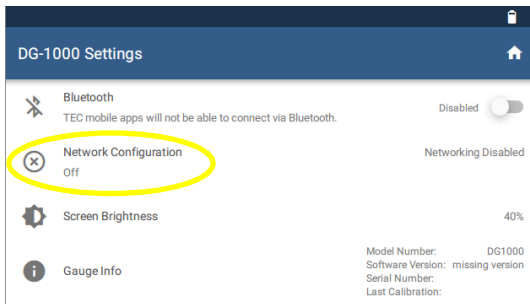 DG-1000 Settings
Bluetooth
TEC mobile apps will not be able to connect via Bluetooth.
Disabled
Network Configuration
Off
Networking Disabled
Screen Brightness
40%
Gauge Info
Model Number: DG1000
Software Version: missing version
Serial Number:
Last Calibration: